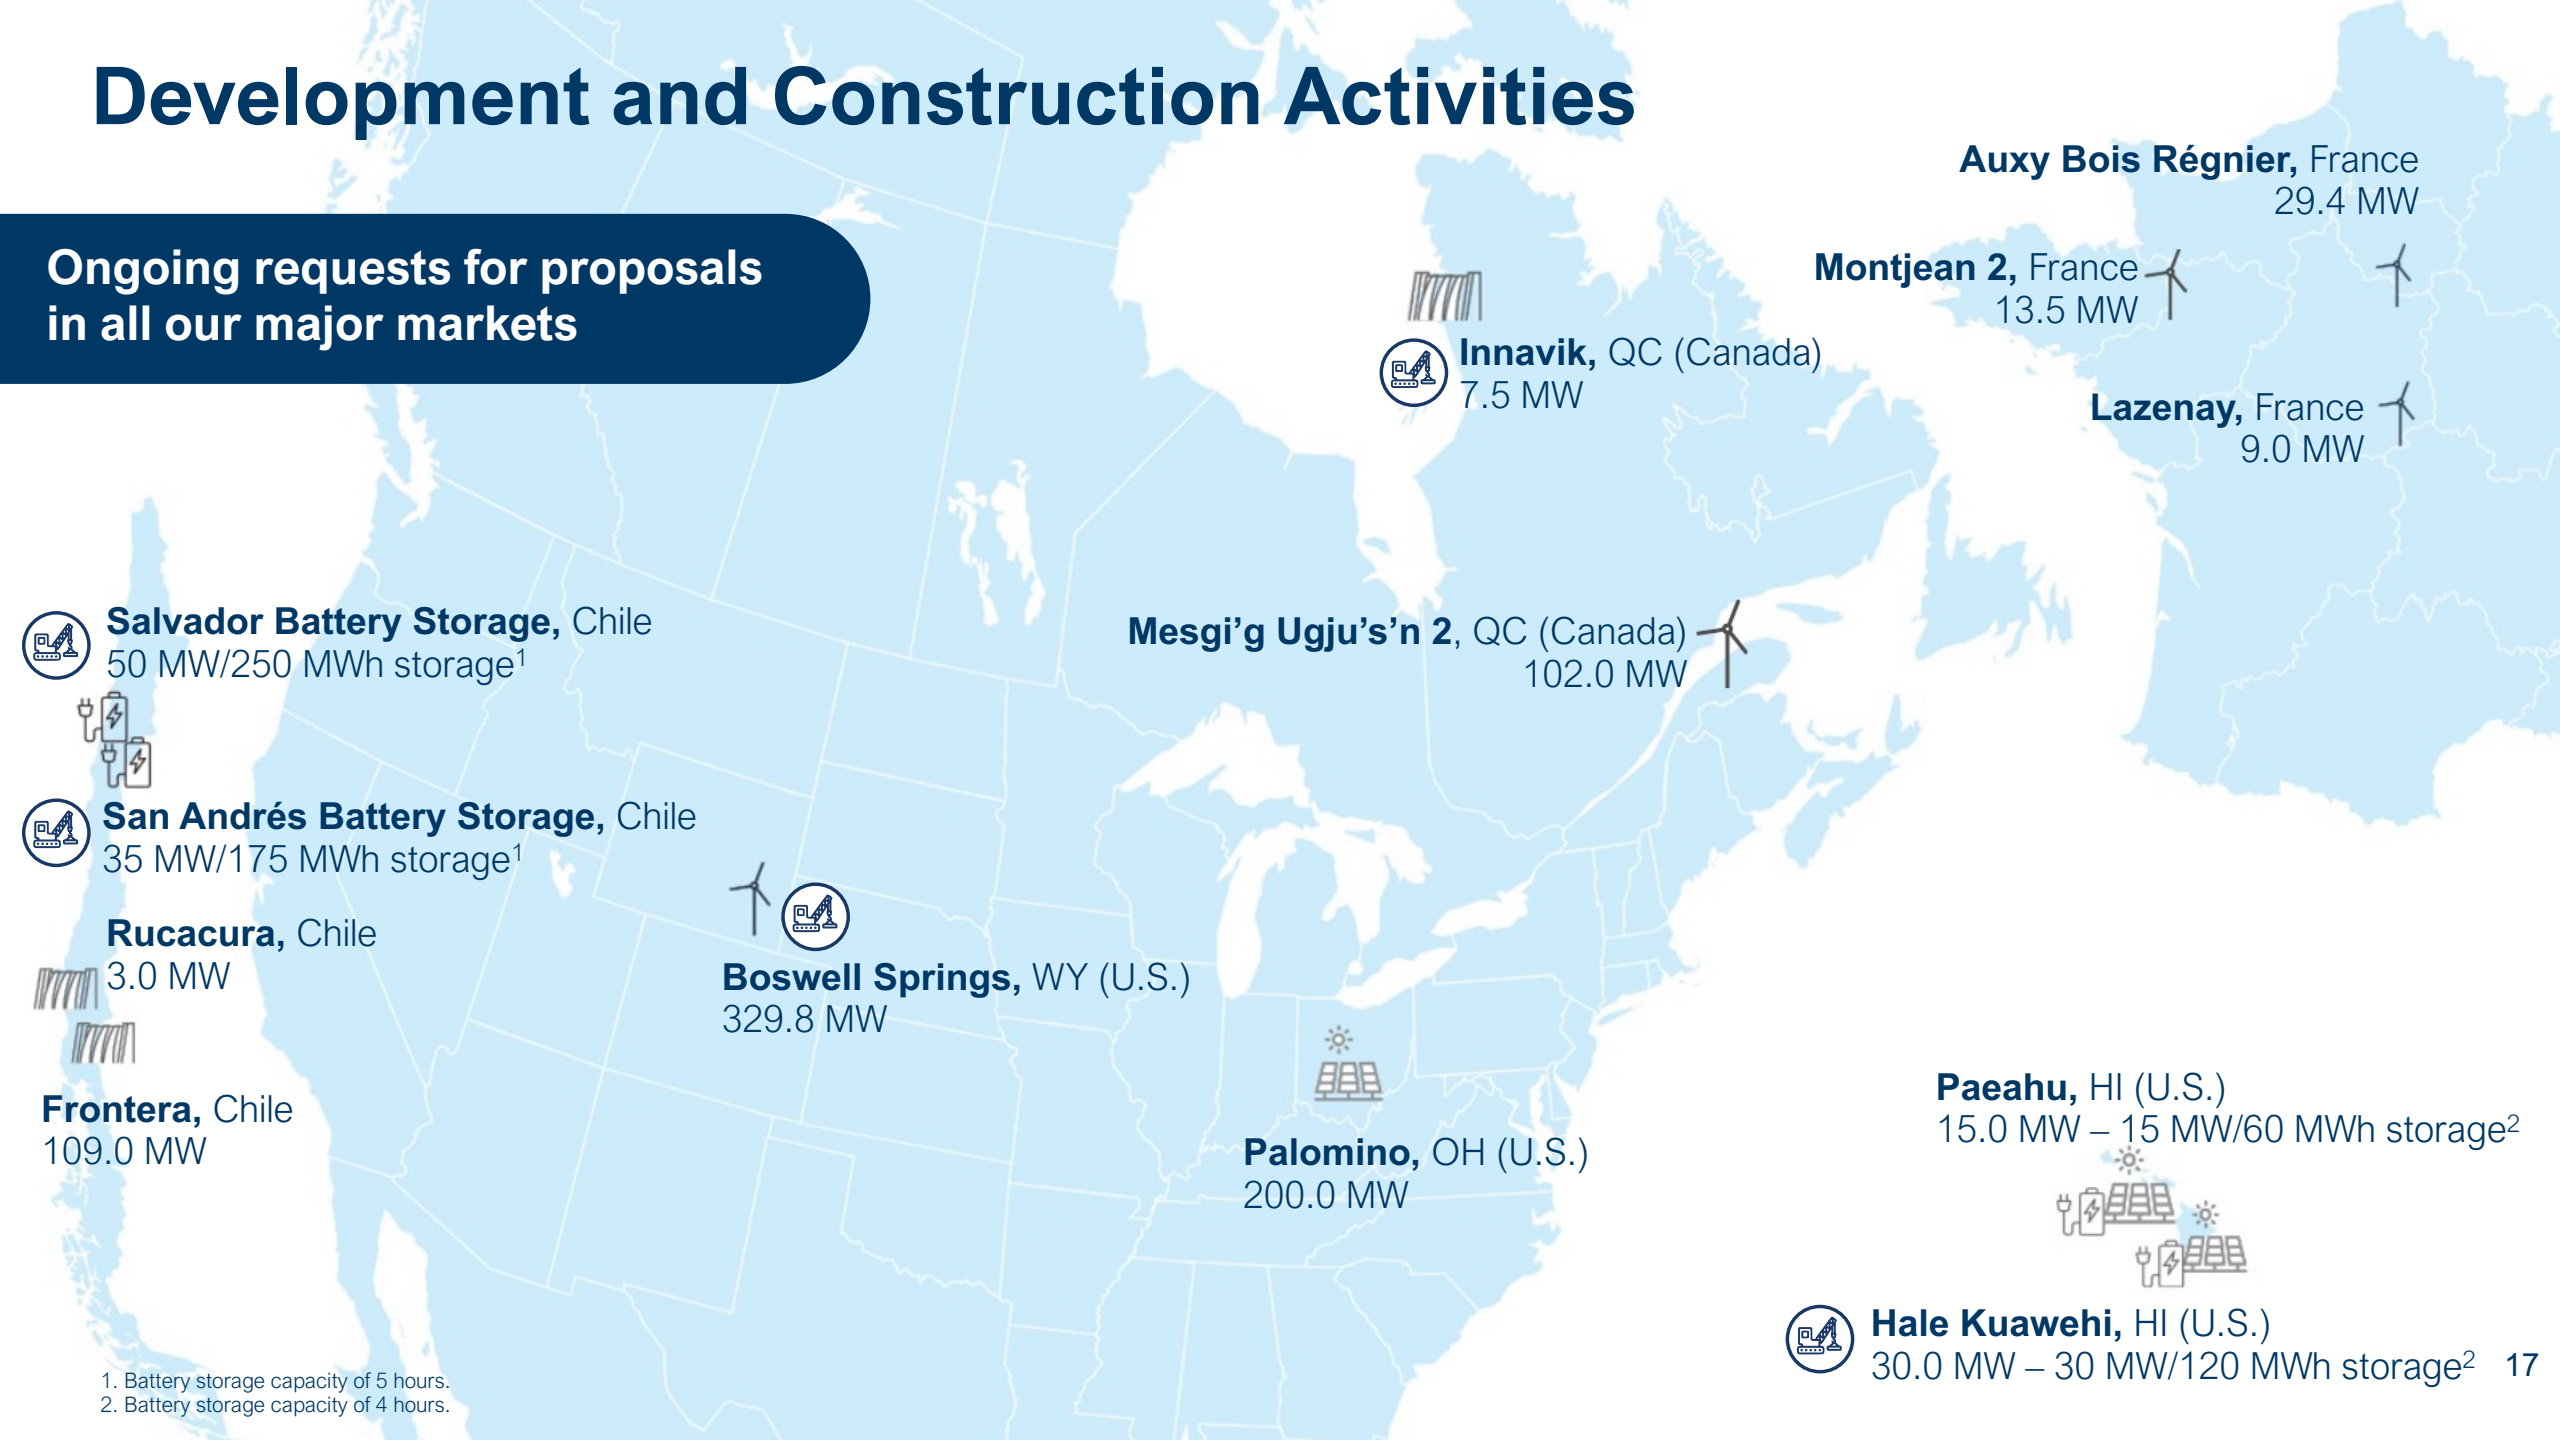 Development and Construction Activities
Ongoing requests for proposals
in all our major markets
Auxy Bois Régnier, France
29.4 MW
Montjean 2, France
13.5 MW
Innavik, QC (Canada)
7.5 MW
Lazenay, France
9.0 MW
Salvador Battery Storage, Chile
50 MW/250 MWh storage¹
Mesgi’g Ugju’s’n 2, QC (Canada)
102.0 MW
San Andrés Battery Storage, Chile
35 MW/175 MWh storage¹
Rucacura, Chile
3.0 MW
Boswell Springs, WY (U.S.)
329.8 MW
Frontera, Chile
109.0 MW
Palomino, OH (U.S.)
200.0 MW
Paeahu, HI (U.S.)
15.0 MW – 15 MW/60 MWh storage²
Hale Kuawehi, HI (U.S.)
30.0 MW – 30 MW/120 MWh storage²
1. Battery storage capacity of 5 hours.
2. Battery storage capacity of 4 hours.
17